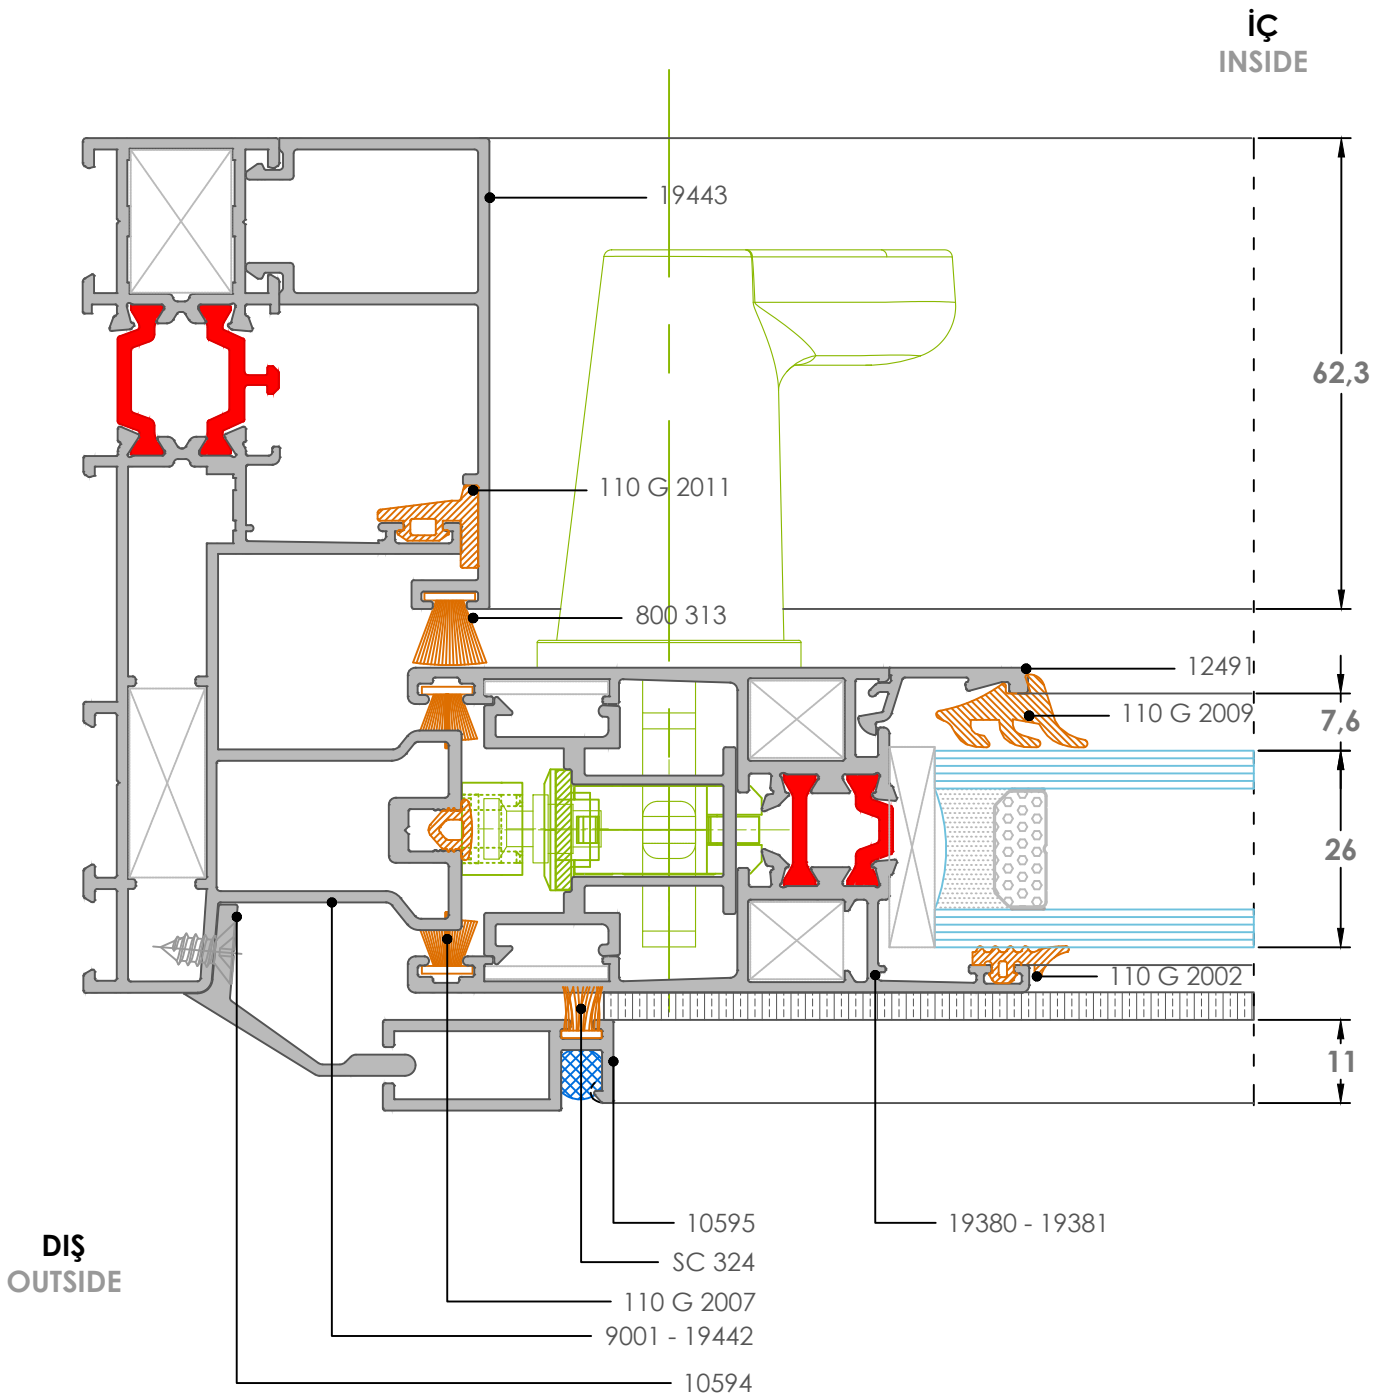 İÇ
INSIDE
19443
62,3
110 G 2011
800 313
12491
110 G 2009
7,6
26
110 G 2002
11
10595
19380 - 19381
SC 324
DIŞ
OUTSIDE
110 G 2007
9001 - 19442
10594